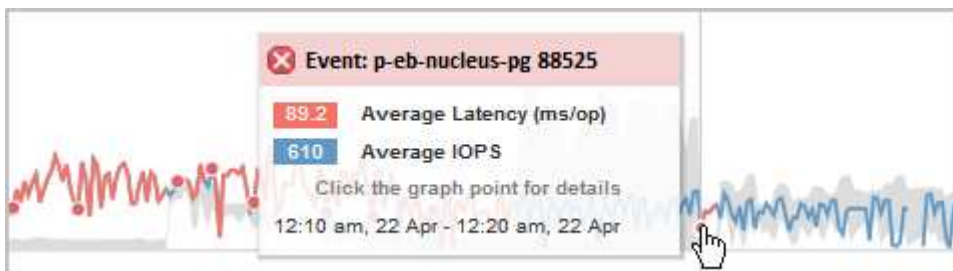 Event: p-eb-nucleus-pg 88525
89.2 Average Latency (ms/op)
610 Average IOPS
Click the graph point for details
12:10 am, 22 Apr - 12:20 am, 22 Apr